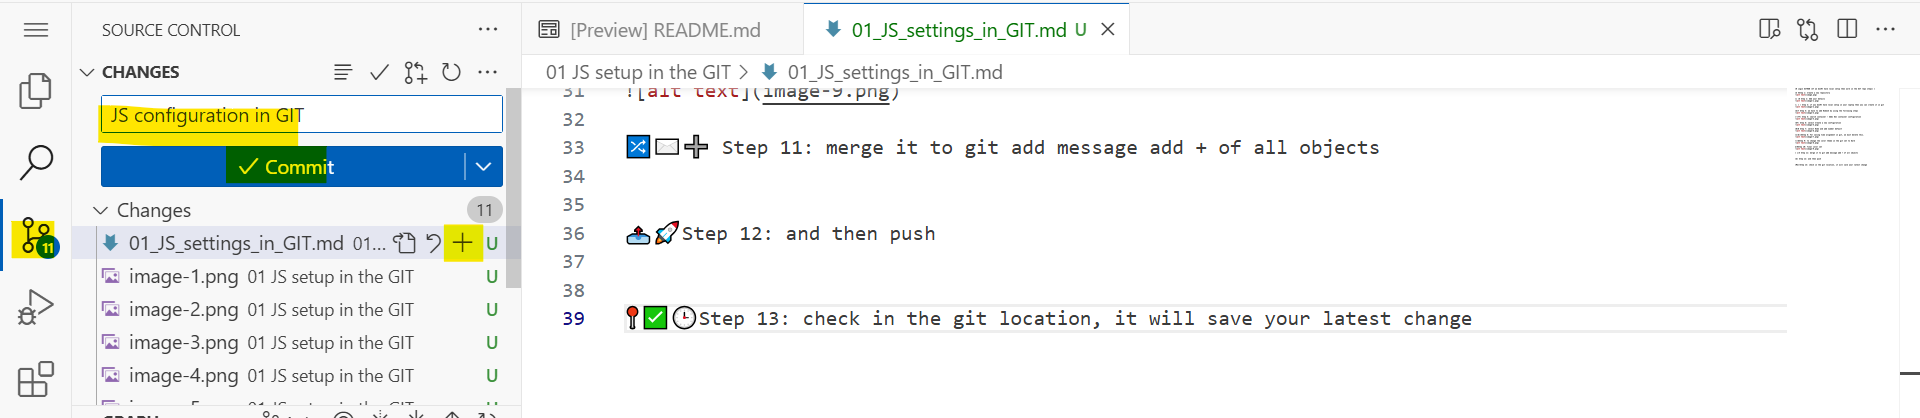 SOURCE CONTROL
CHANGES
JS configuration in GIT
Commit
Changes 11
11
01_JS_settings_in_GIT.md 01... U
image-1.png 01 JS setup in the GIT U
image-2.png 01 JS setup in the GIT U
image-3.png 01 JS setup in the GIT U
image-4.png 01 JS setup in the GIT U
[Preview] README.md
01_JS_settings_in_GIT.md U
01 JS setup in the GIT > 01_JS_settings_in_GIT.md
31 ![alt text](image-9.png)
32
33 🔀✉️➕ Step 11: merge it to git add message add + of all objects
34
35
36 📤🚀Step 12: and then push
37
38
39 📍✅🕒Step 13: check in the git location, it will save your latest change